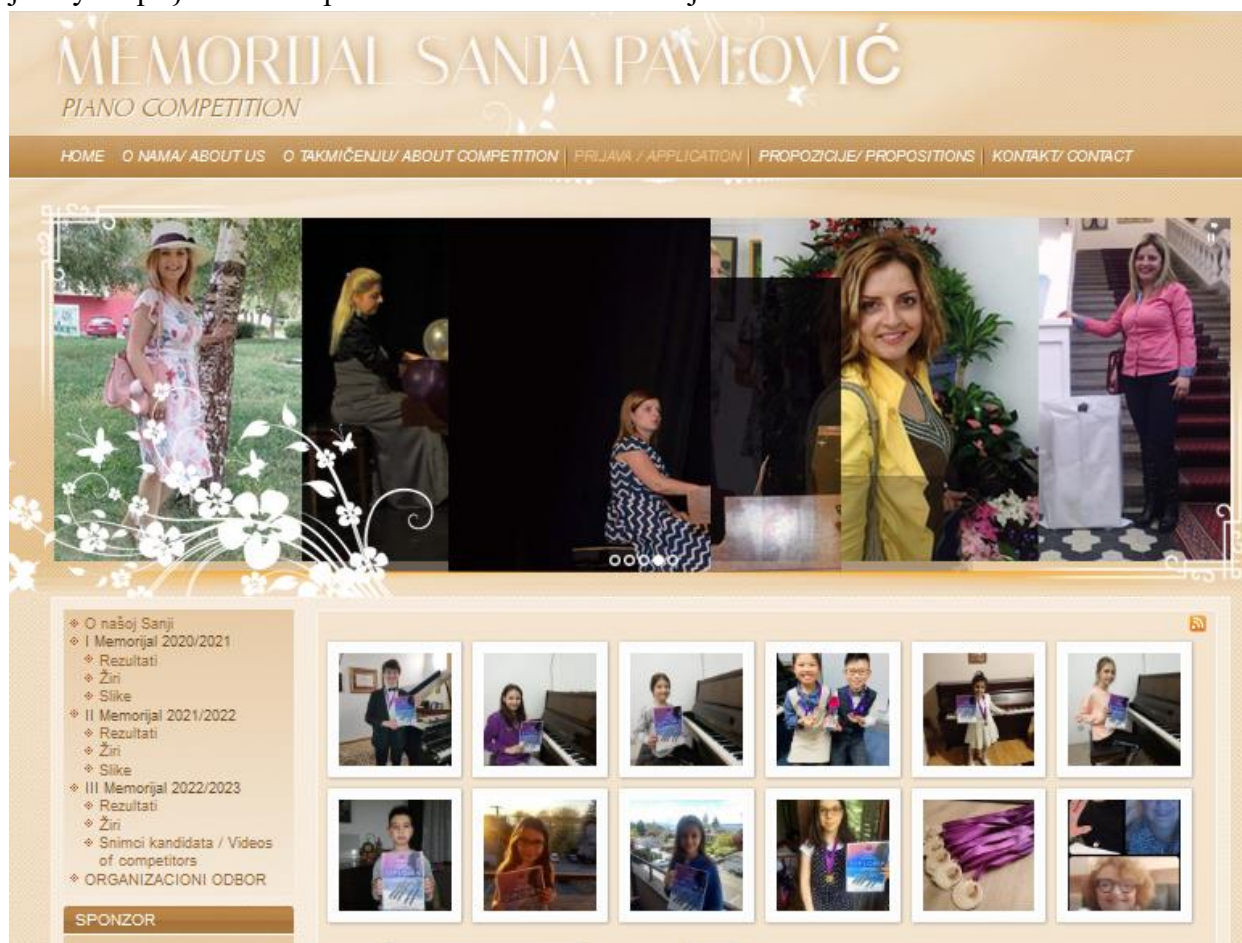 MEMORIJAL SANJA PAVLOVIĆ
PIANO COMPETITION
HOME O NAMA/ ABOUT US O TAKMIČENJU/ ABOUT COMPETITION PRIJAVA / APPLICATION PROPOZICIJE/ PROPOSITIONS KONTAKT/ CONTACT
O našoj Sanji
I Memorijal 2020/2021
Rezultati
Žiri
Slike
II Memorijal 2021/2022
Rezultati
Žiri
Slike
III Memorijal 2022/2023
Rezultati
Žiri
Snimci kandidata / Videos
of competitors
ORGANIZACIONI ODBOR
SPONZOR